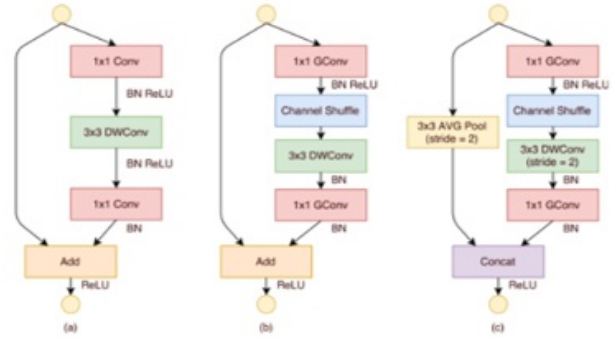 1x1 Conv
BN ReLU
3x3 DWConv
BN ReLU
1x1 Conv
BN
Add
ReLU
(a)
1x1 GConv
BN ReLU
Channel Shuffle
3x3 DWConv
BN
1x1 GConv
BN
Add
ReLU
(b)
1x1 GConv
BN ReLU
Channel Shuffle
3x3 AVG Pool
(stride = 2)
3x3 DWConv
(stride = 2)
BN
1x1 GConv
BN
Concat
ReLU
(c)